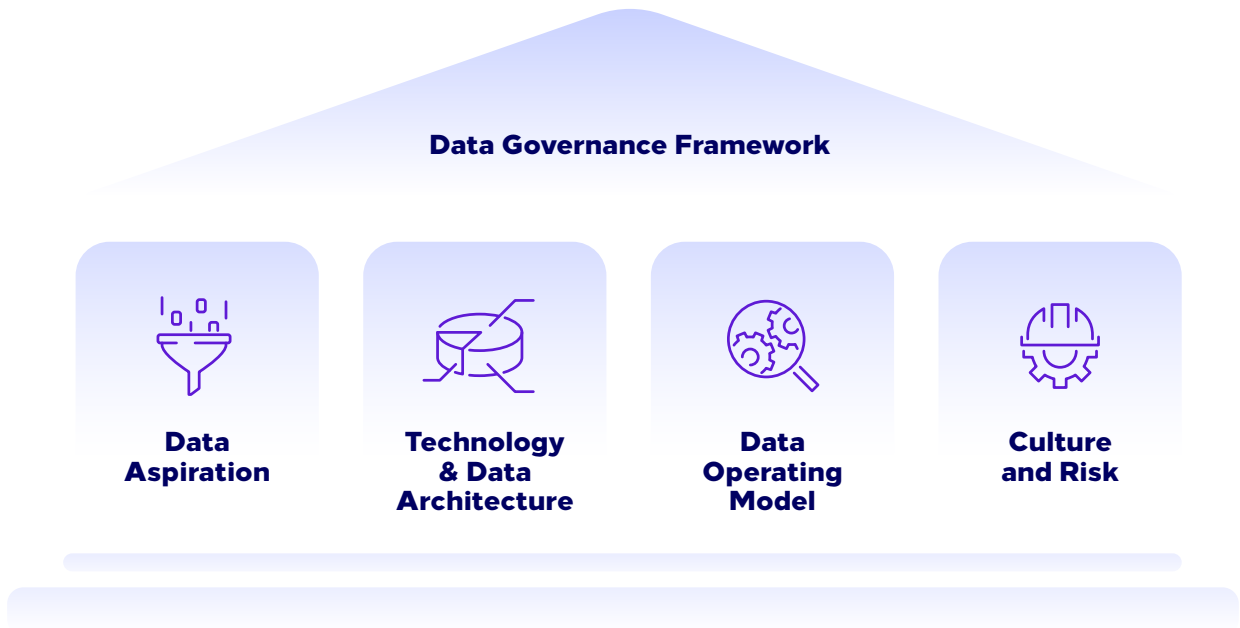 Data Governance Framework
Data
Aspiration
Technology
& Data
Architecture
Data
Operating
Model
Culture
and Risk